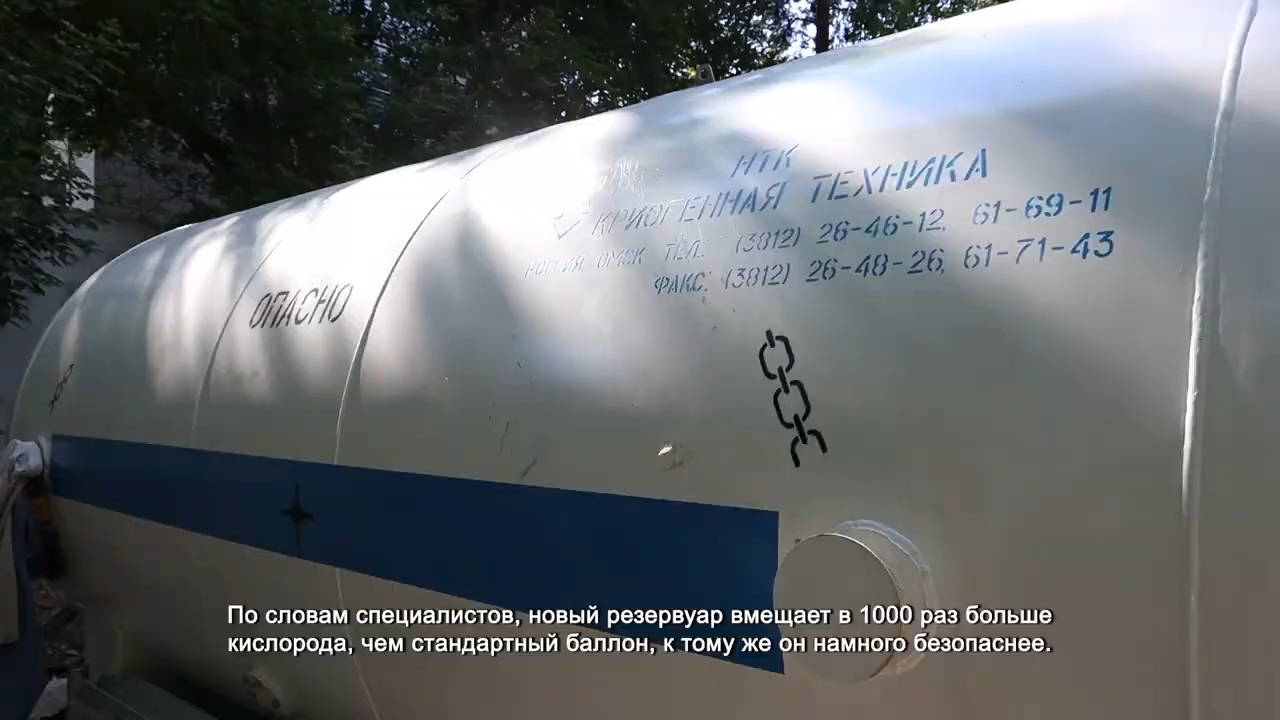 НТК
КРИОГЕННАЯ ТЕХНИКА
РОССИЯ, ОМСК ТЕЛ.: (3812) 26-46-12, 61-69-11
ФАКС: (3812) 26-48-26, 61-71-43
ОПАСНО
По словам специалистов, новый резервуар вмещает в 1000 раз больше
кислорода, чем стандартный баллон, к тому же он намного безопаснее.